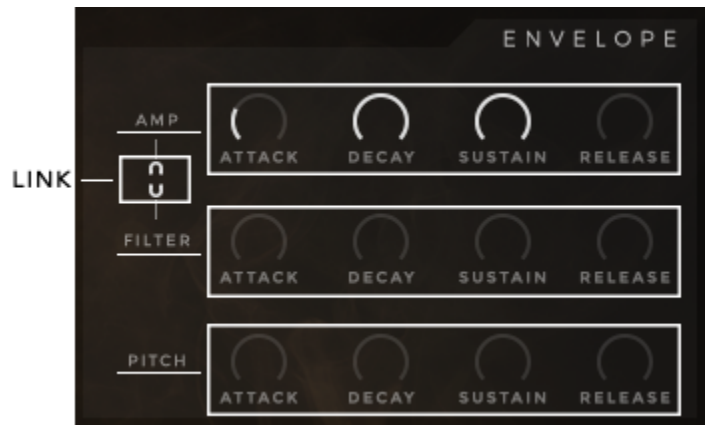 ENVELOPE
AMP
ATTACK DECAY SUSTAIN RELEASE
LINK
FILTER
ATTACK DECAY SUSTAIN RELEASE
PITCH
ATTACK DECAY SUSTAIN RELEASE